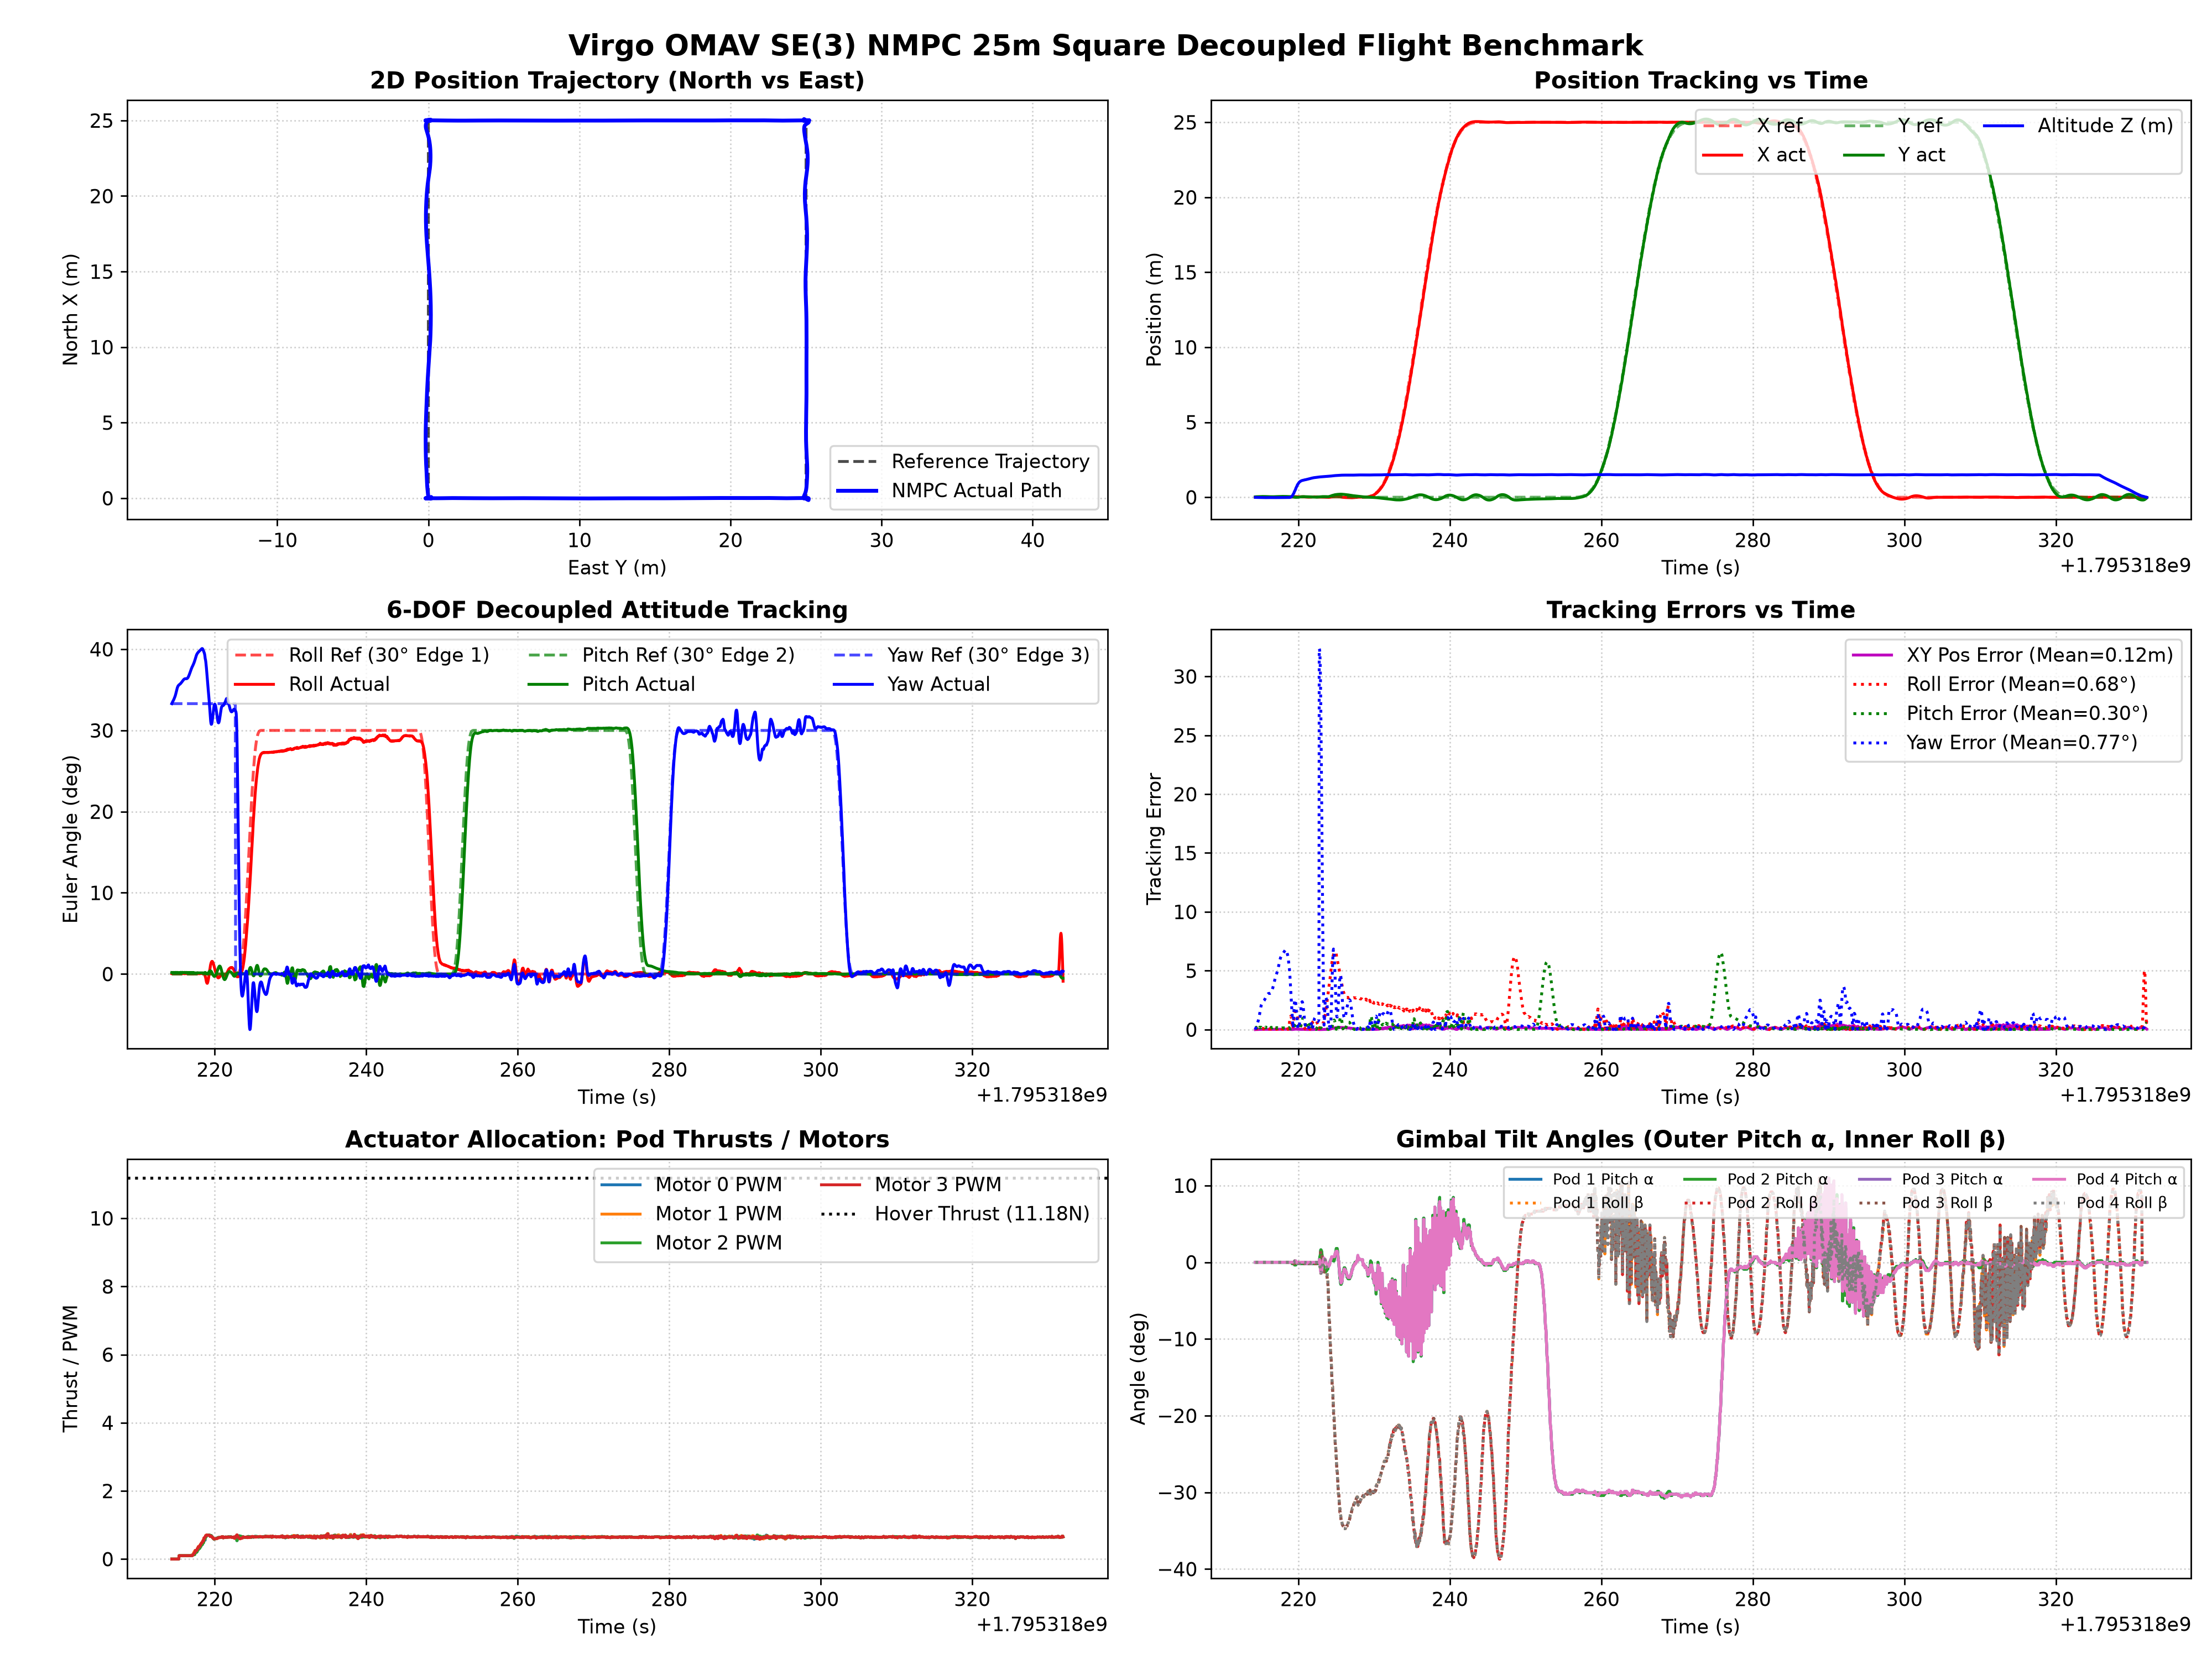 Virgo OMAV SE(3) NMPC 25m Square Decoupled Flight Benchmark
2D Position Trajectory (North vs East)
25
20
15
10
5
0
North X (m)
−10
0
10
20
30
40
East Y (m)
Reference Trajectory
NMPC Actual Path
Position Tracking vs Time
25
20
15
10
5
0
Position (m)
220
240
260
280
300
320
Time (s)
+1.795318e9
X ref
Y ref
Altitude Z (m)
X act
Y act
6-DOF Decoupled Attitude Tracking
40
30
20
10
0
Euler Angle (deg)
220
240
260
280
300
320
Time (s)
+1.795318e9
Roll Ref (30° Edge 1)
Pitch Ref (30° Edge 2)
Yaw Ref (30° Edge 3)
Roll Actual
Pitch Actual
Yaw Actual
Tracking Errors vs Time
30
25
20
15
10
5
0
Tracking Error
220
240
260
280
300
320
Time (s)
+1.795318e9
XY Pos Error (Mean=0.12m)
Roll Error (Mean=0.68°)
Pitch Error (Mean=0.30°)
Yaw Error (Mean=0.77°)
Actuator Allocation: Pod Thrusts / Motors
10
8
6
4
2
0
Thrust / PWM
220
240
260
280
300
320
Time (s)
+1.795318e9
Motor 0 PWM
Motor 3 PWM
Motor 1 PWM
Hover Thrust (11.18N)
Motor 2 PWM
Gimbal Tilt Angles (Outer Pitch α, Inner Roll β)
10
0
−10
−20
−30
−40
Angle (deg)
220
240
260
280
300
320
Time (s)
+1.795318e9
Pod 1 Pitch α
Pod 2 Pitch α
Pod 3 Pitch α
Pod 4 Pitch α
Pod 1 Roll β
Pod 2 Roll β
Pod 3 Roll β
Pod 4 Roll β